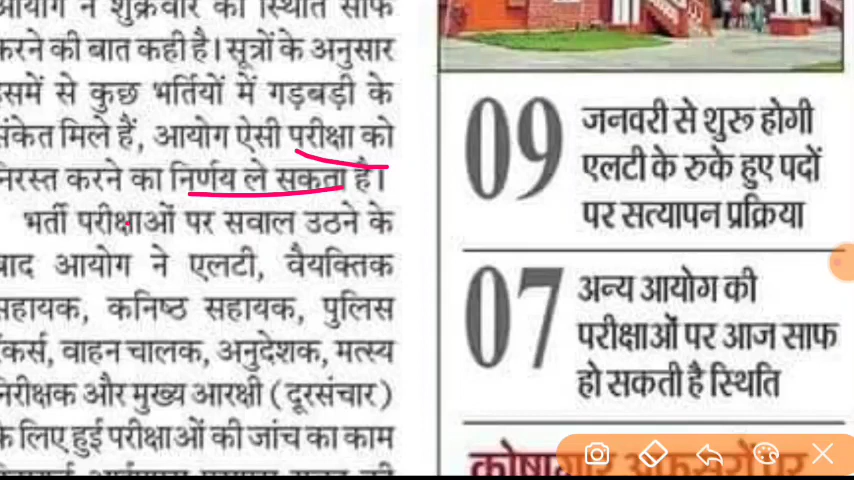 आयोग ने शुक्रवार को स्थिति साफ
करने की बात कही है। सूत्रों के अनुसार
इसमें से कुछ भर्तियों में गड़बड़ी के
संकेत मिले हैं, आयोग ऐसी परीक्षा को
निरस्त करने का निर्णय ले सकता है।
भर्ती परीक्षाओं पर सवाल उठने के
बाद आयोग ने एलटी, वैयक्तिक
सहायक, कनिष्ठ सहायक, पुलिस
रैंकर्स, वाहन चालक, अनुदेशक, मत्स्य
निरीक्षक और मुख्य आरक्षी (दूरसंचार)
के लिए हुई परीक्षाओं की जांच का काम
09 जनवरी से शुरू होगी
एलटी के रुके हुए पदों
पर सत्यापन प्रक्रिया
07 अन्य आयोग की
परीक्षाओं पर आज साफ
हो सकती है स्थिति